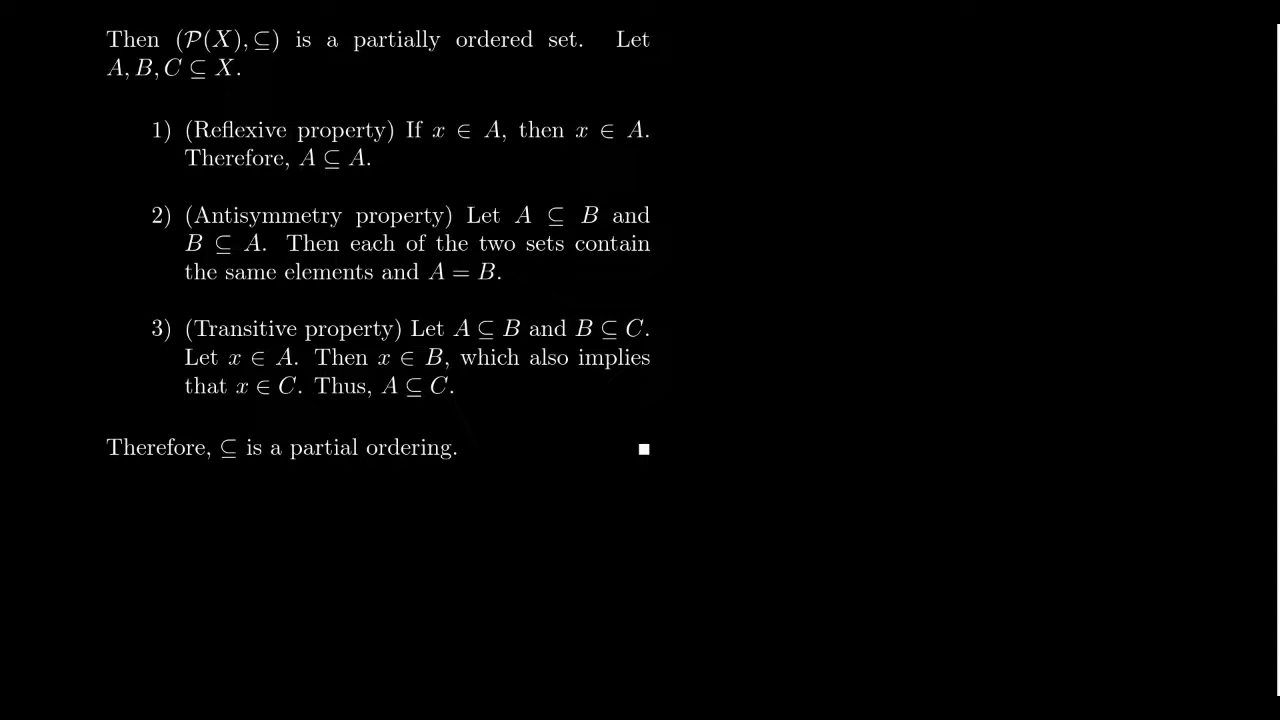 Then (𝒫(X), ⊆) is a partially ordered set. Let
A, B, C ⊆ X.
1) (Reflexive property) If x ∈ A, then x ∈ A.
Therefore, A ⊆ A.
2) (Antisymmetry property) Let A ⊆ B and
B ⊆ A. Then each of the two sets contain
the same elements and A = B.
3) (Transitive property) Let A ⊆ B and B ⊆ C.
Let x ∈ A. Then x ∈ B, which also implies
that x ∈ C. Thus, A ⊆ C.
Therefore, ⊆ is a partial ordering. ■